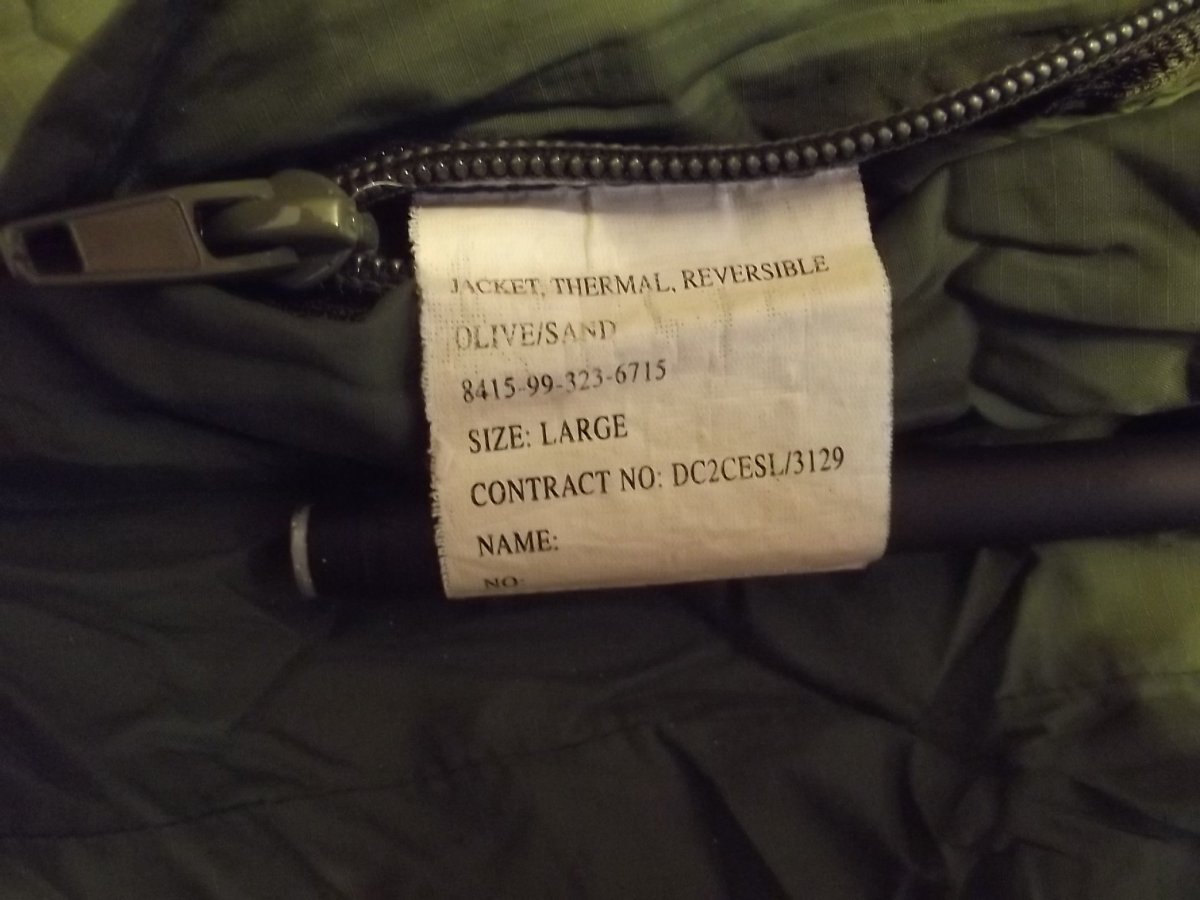 JACKET, THERMAL, REVERSIBLE
OLIVE/SAND
8415-99-323-6715
SIZE: LARGE
CONTRACT NO: DC2CESL/3129
NAME:
NO: